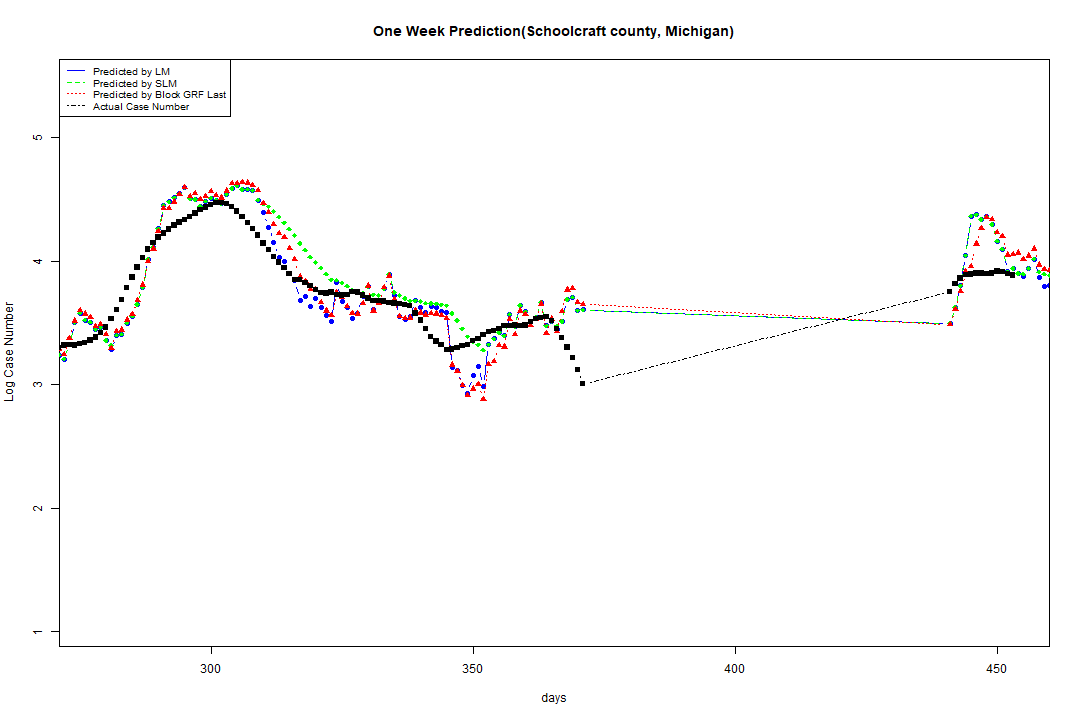 One Week Prediction(Schoolcraft county, Michigan)
Predicted by LM
Predicted by SLM
Predicted by Block GRF Last
Actual Case Number
5
4
3
2
1
Log Case Number
300
350
400
450
days